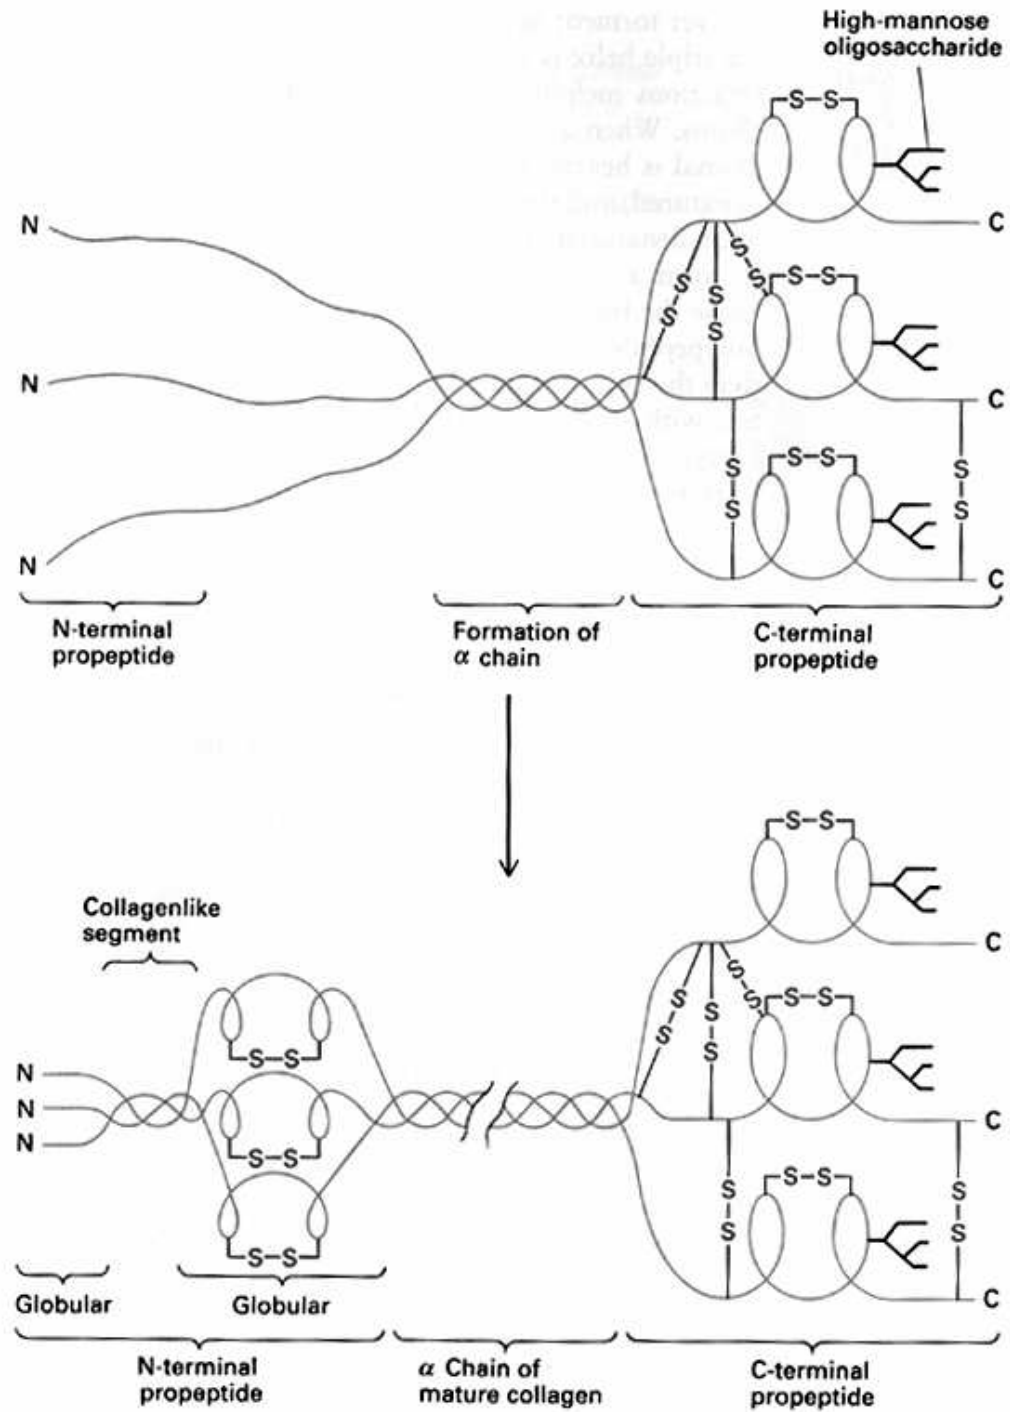 High-mannose
oligosaccharide
S–S
N
C
S–S
S–S
S–S
S–S
N
C
S–S
S–S
S–S
N
C
N-terminal
propeptide
Formation of
α chain
C-terminal
propeptide
S–S
Collagenlike
segment
C
S–S
S–S
S–S
S–S
S–S
N
N
C
N
S–S
S–S
S–S
S–S
S–S
Globular
Globular
C
N-terminal
propeptide
α Chain of
mature collagen
C-terminal
propeptide